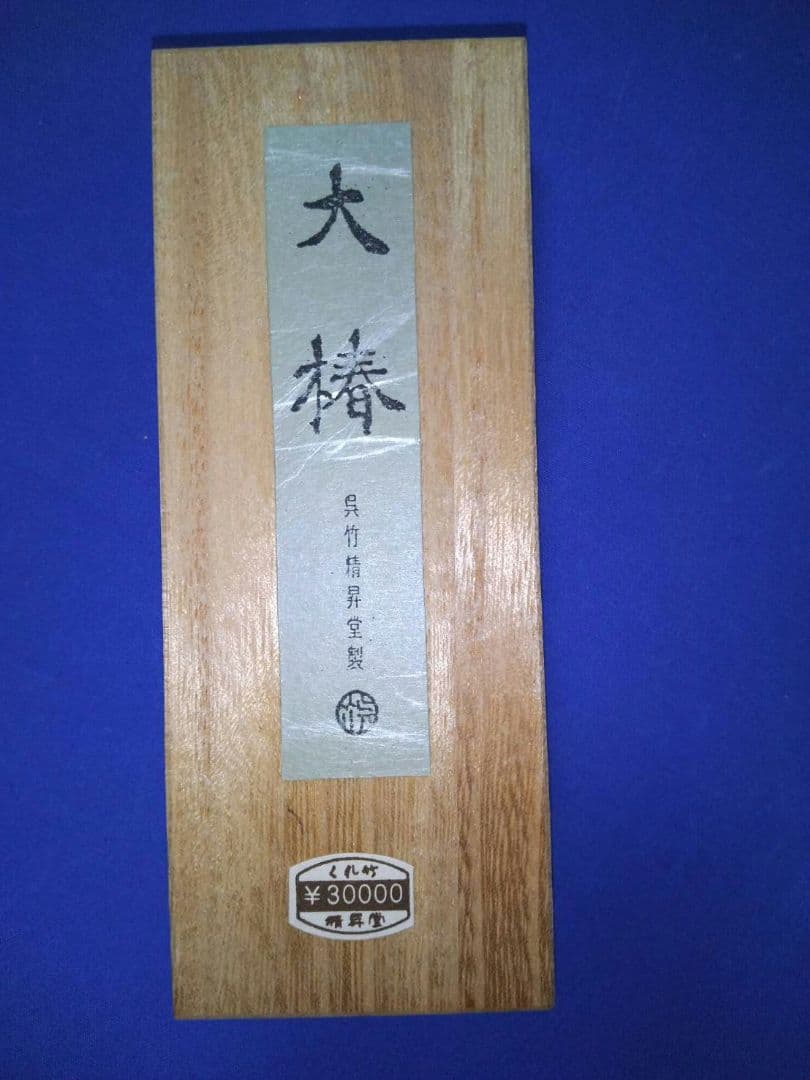 大椿
呉竹精昇堂製
くれ竹
¥30000
精昇堂